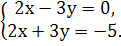 2x − 3y = 0,
2x + 3y = −5.